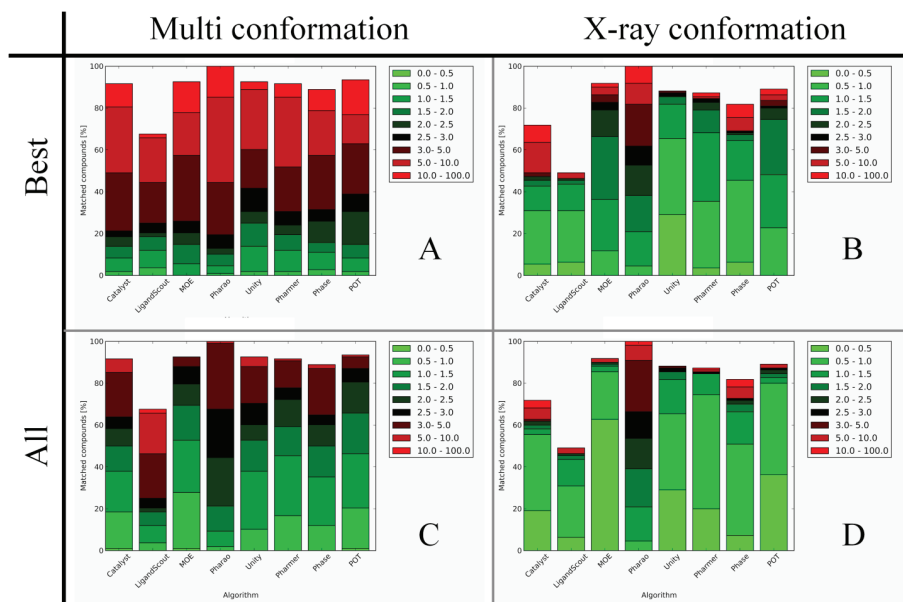 Multi conformation
X-ray conformation
Best
Matched compounds [%]
100
80
60
40
20
0
Catalyst
LigandScout
MOE
Pharao
Unity
Pharmer
Phase
POT
0.0 - 0.5
0.5 - 1.0
1.0 - 1.5
1.5 - 2.0
2.0 - 2.5
2.5 - 3.0
3.0- 5.0
5.0 - 10.0
10.0 - 100.0
A
Matched compounds [%]
100
80
60
40
20
0
Catalyst
LigandScout
MOE
Pharao
Unity
Pharmer
Phase
POT
0.0 - 0.5
0.5 - 1.0
1.0 - 1.5
1.5 - 2.0
2.0 - 2.5
2.5 - 3.0
3.0- 5.0
5.0 - 10.0
10.0 - 100.0
B
All
Matched compounds [%]
100
80
60
40
20
0
Catalyst
LigandScout
MOE
Pharao
Unity
Pharmer
Phase
POT
Algorithm
0.0 - 0.5
0.5 - 1.0
1.0 - 1.5
1.5 - 2.0
2.0 - 2.5
2.5 - 3.0
3.0- 5.0
5.0 - 10.0
10.0 - 100.0
C
Matched compounds [%]
100
80
60
40
20
0
Catalyst
LigandScout
MOE
Pharao
Unity
Pharmer
Phase
POT
Algorithm
0.0 - 0.5
0.5 - 1.0
1.0 - 1.5
1.5 - 2.0
2.0 - 2.5
2.5 - 3.0
3.0- 5.0
5.0 - 10.0
10.0 - 100.0
D